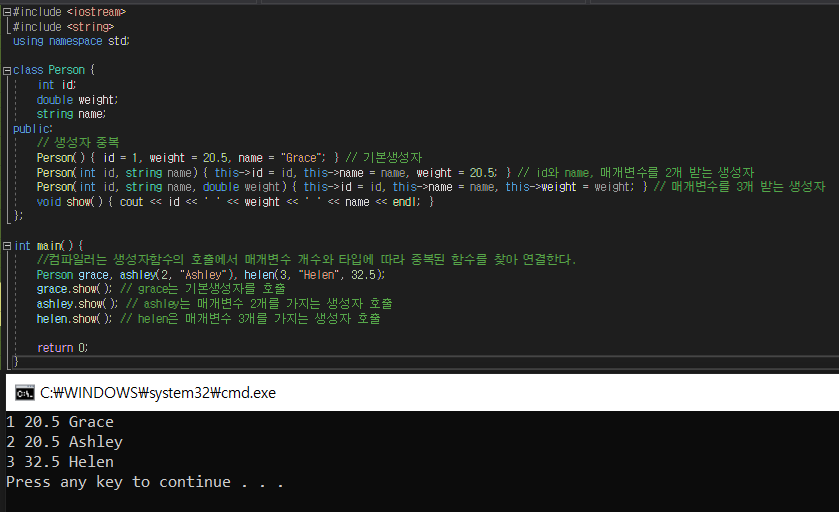 #include <iostream>
#include <string>
using namespace std;
class Person {
int id;
double weight;
string name;
public:
// 생성자 중복
Person() { id = 1, weight = 20.5, name = "Grace"; } // 기본생성자
Person(int id, string name) { this->id = id, this->name = name, weight = 20.5; } // id와 name, 매개변수를 2개 받는 생성자
Person(int id, string name, double weight) { this->id = id, this->name = name, this->weight = weight; } // 매개변수를 3개 받는 생성자
void show() { cout << id << ' ' << weight << ' ' << name << endl; }
};
int main() {
//컴파일러는 생성자함수의 호출에서 매개변수 개수와 타입에 따라 중복된 함수를 찾아 연결한다.
Person grace, ashley(2, "Ashley"), helen(3, "Helen", 32.5);
grace.show(); // grace는 기본생성자를 호출
ashley.show(); // ashley는 매개변수 2개를 가지는 생성자 호출
helen.show(); // helen은 매개변수 3개를 가지는 생성자 호출
return 0;
}
C:\WINDOWS\system32\cmd.exe
1 20.5 Grace
2 20.5 Ashley
3 32.5 Helen
Press any key to continue . . .